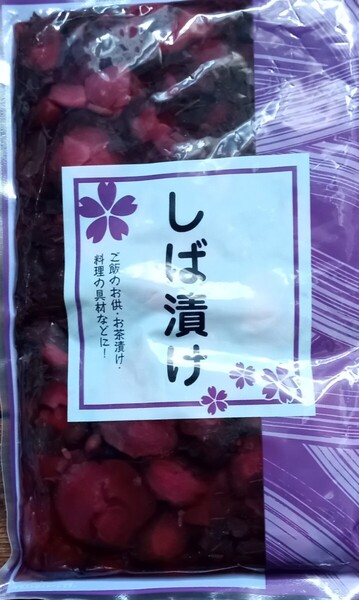 しば漬け
ご飯のお供・お茶漬け・
料理の具材などに！